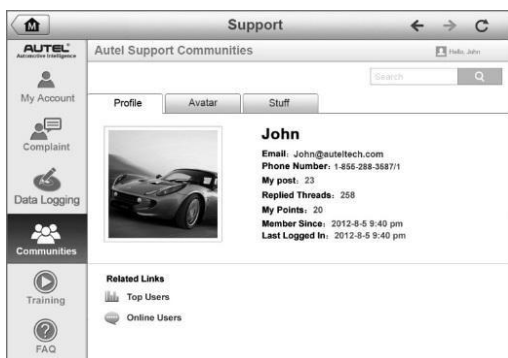 Support
AUTEL
Automotive Intelligence
Autel Support Communities
Hello, John
Search
My Account
Profile
Avatar
Stuff
Complaint
John
Email: John@auteltech.com
Phone Number: 1-855-288-3587/1
My post: 23
Replied Threads: 258
My Points: 20
Member Since: 2012-8-5 9:40 pm
Last Logged In: 2012-8-5 9:40 pm
Data Logging
Communities
Related Links
Top Users
Online Users
Training
FAQ